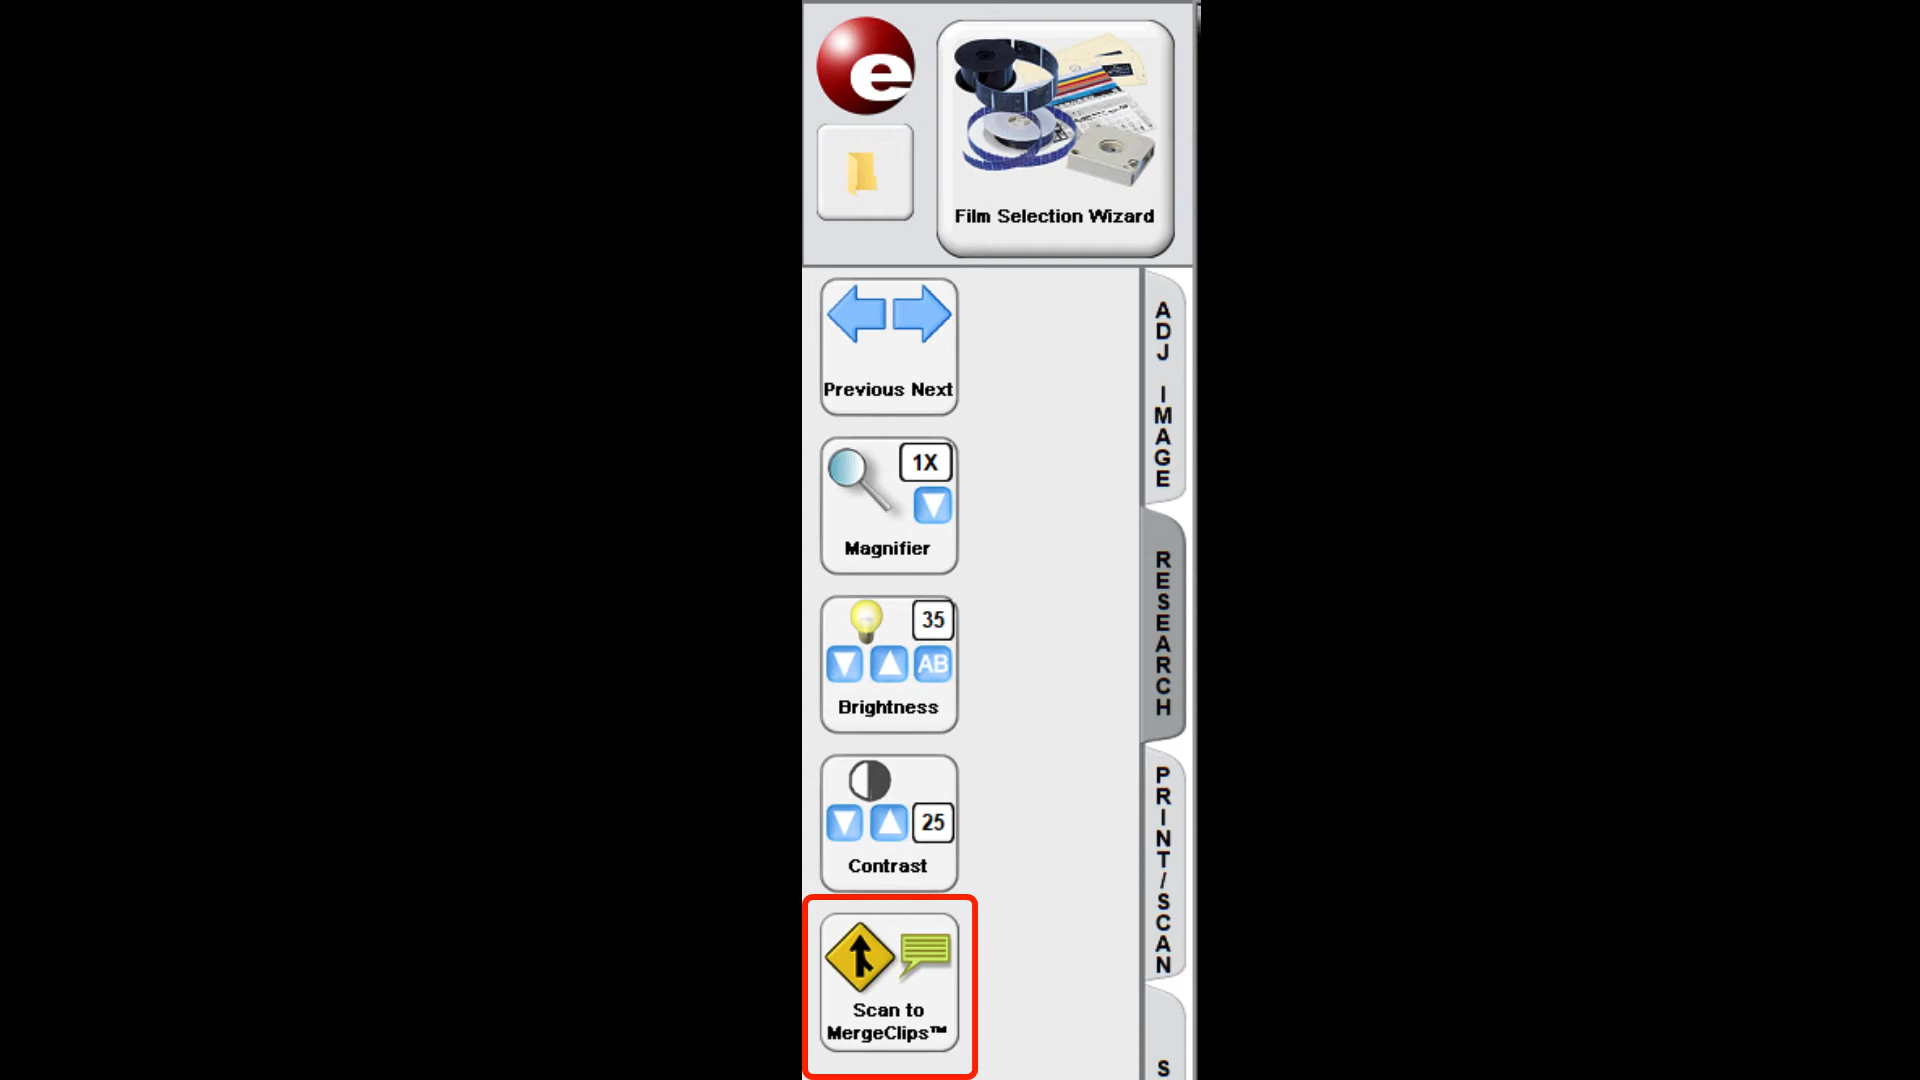 e
Film Selection Wizard
Previous Next
1X
Magnifier
35
AB
Brightness
25
Contrast
Scan to
MergeClips™
ADJ IMAGE
RESEARCH
PRINT/SCAN
S